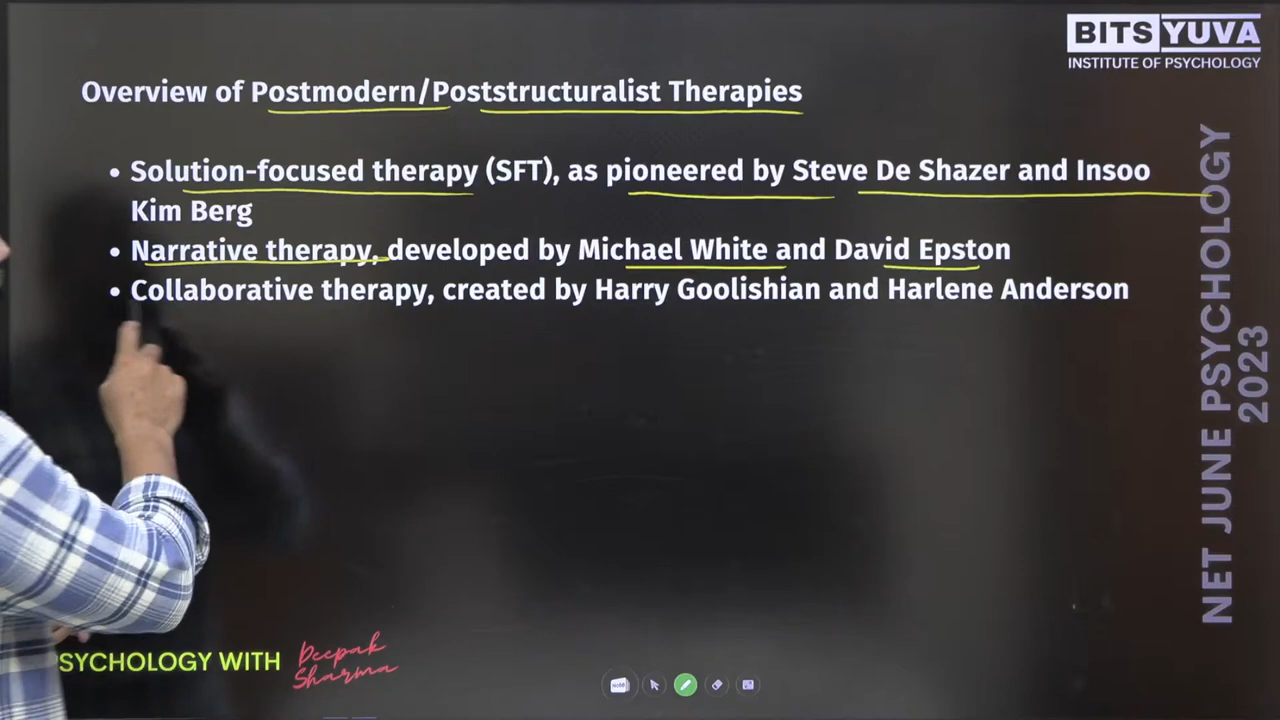 BITS YUVA
INSTITUTE OF PSYCHOLOGY
Overview of Postmodern/Poststructuralist Therapies
• Solution-focused therapy (SFT), as pioneered by Steve De Shazer and Insoo
Kim Berg
• Narrative therapy, developed by Michael White and David Epston
• Collaborative therapy, created by Harry Goolishian and Harlene Anderson
NET JUNE PSYCHOLOGY
2023
SYCHOLOGY WITH
Deepak
Sharma